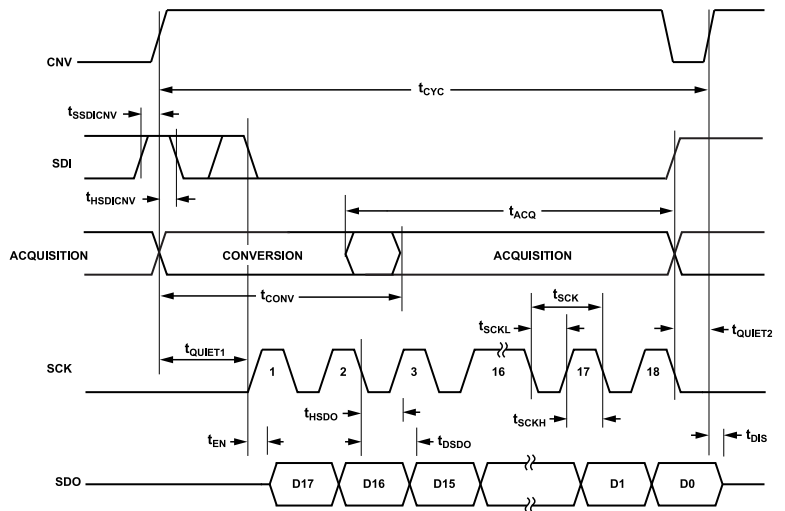 CNV
tCYC
tSSDICNV
SDI
tHSDICNV
tACQ
ACQUISITION CONVERSION ACQUISITION
tCONV
tSCK
tSCKL
tQUIET1
tQUIET2
SCK 1 2 3 16 17 18
tHSDO
tSCKH
tEN
tDSDO
tDIS
SDO D17 D16 D15 D1 D0